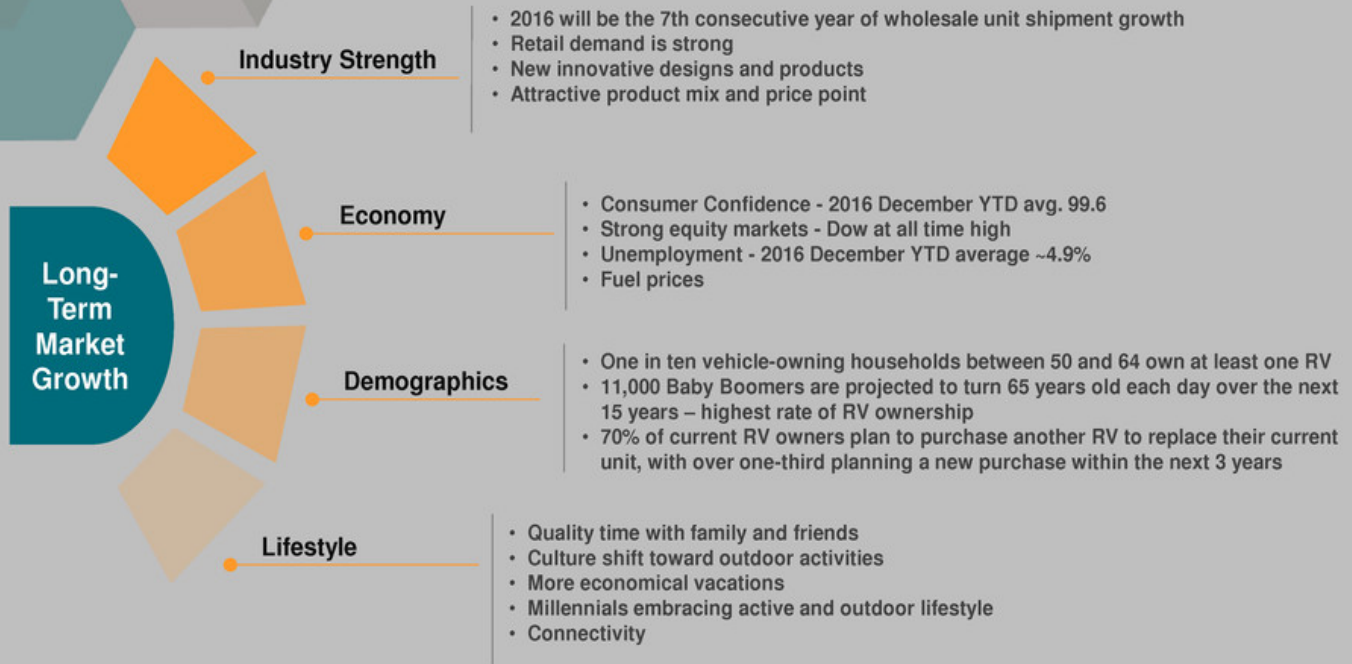 Industry Strength
• 2016 will be the 7th consecutive year of wholesale unit shipment growth
• Retail demand is strong
• New innovative designs and products
• Attractive product mix and price point
Economy
• Consumer Confidence - 2016 December YTD avg. 99.6
• Strong equity markets - Dow at all time high
• Unemployment - 2016 December YTD average ~4.9%
• Fuel prices
Long-
Term
Market
Growth
Demographics
• One in ten vehicle-owning households between 50 and 64 own at least one RV
• 11,000 Baby Boomers are projected to turn 65 years old each day over the next
15 years – highest rate of RV ownership
• 70% of current RV owners plan to purchase another RV to replace their current
unit, with over one-third planning a new purchase within the next 3 years
Lifestyle
• Quality time with family and friends
• Culture shift toward outdoor activities
• More economical vacations
• Millennials embracing active and outdoor lifestyle
• Connectivity